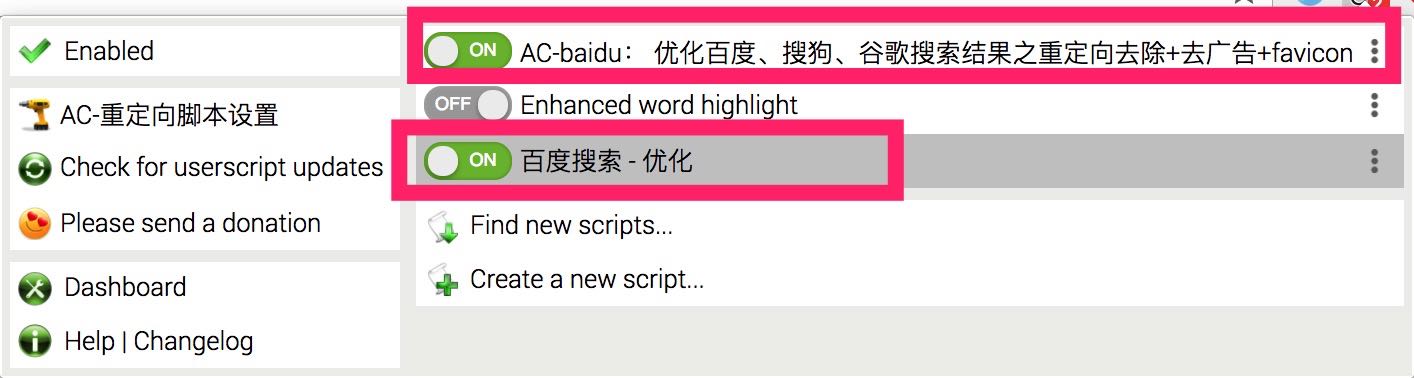 Enabled
AC-重定向脚本设置
Check for userscript updates
Please send a donation
Dashboard
Help | Changelog
ON AC-baidu： 优化百度、搜狗、谷歌搜索结果之重定向去除+去广告+favicon
OFF Enhanced word highlight
ON 百度搜索 - 优化
Find new scripts...
Create a new script...